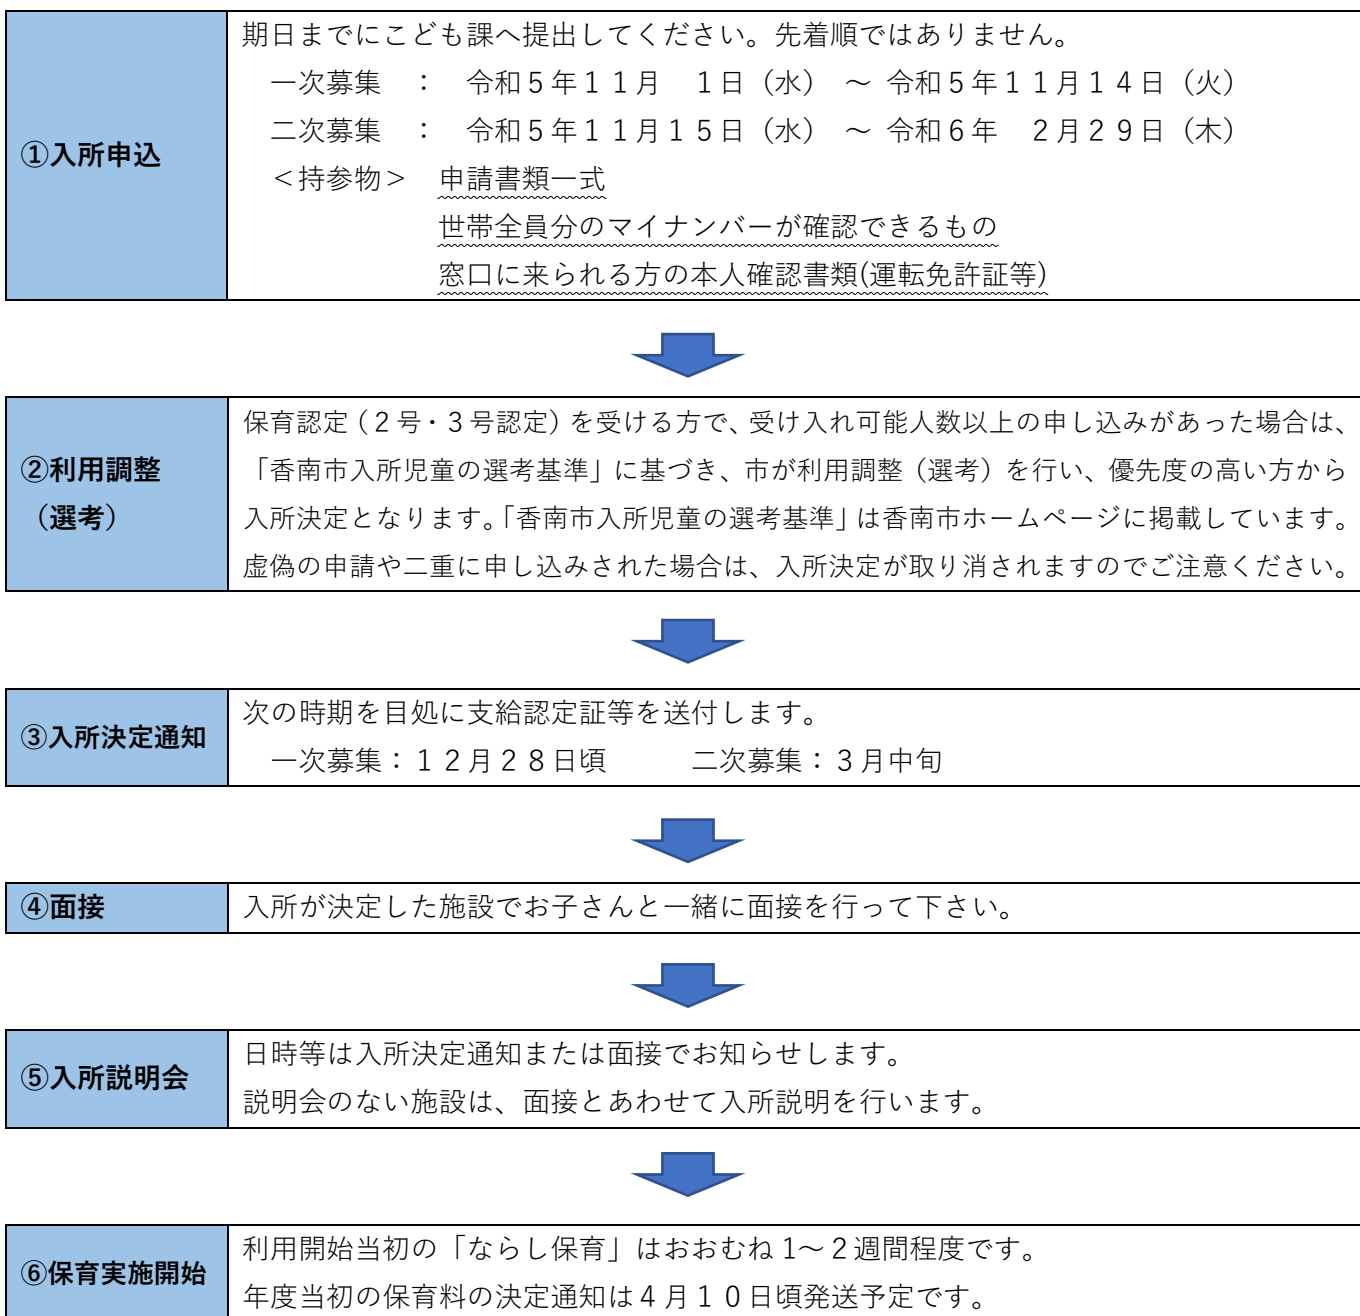 ①入所申込
期日までにこども課へ提出してください。先着順ではありません。
一次募集　：　令和５年１１月　１日（水）　～ 令和５年１１月１４日（火）
二次募集　：　令和５年１１月１５日（水）　～ 令和６年　２月２９日（木）
＜持参物＞　申請書類一式
世帯全員分のマイナンバーが確認できるもの
窓口に来られる方の本人確認書類(運転免許証等)
②利用調整
（選考）
保育認定（２号・３号認定）を受ける方で、受け入れ可能人数以上の申し込みがあった場合は、
「香南市入所児童の選考基準」に基づき、市が利用調整（選考）を行い、優先度の高い方から
入所決定となります。「香南市入所児童の選考基準」は香南市ホームページに掲載しています。
虚偽の申請や二重に申し込みされた場合は、入所決定が取り消されますのでご注意ください。
③入所決定通知
次の時期を目処に支給認定証等を送付します。
一次募集：１２月２８日頃　　　二次募集：３月中旬
④面接
入所が決定した施設でお子さんと一緒に面接を行って下さい。
⑤入所説明会
日時等は入所決定通知または面接でお知らせします。
説明会のない施設は、面接とあわせて入所説明を行います。
⑥保育実施開始
利用開始当初の「ならし保育」はおおむね 1～２週間程度です。
年度当初の保育料の決定通知は４月１０日頃発送予定です。